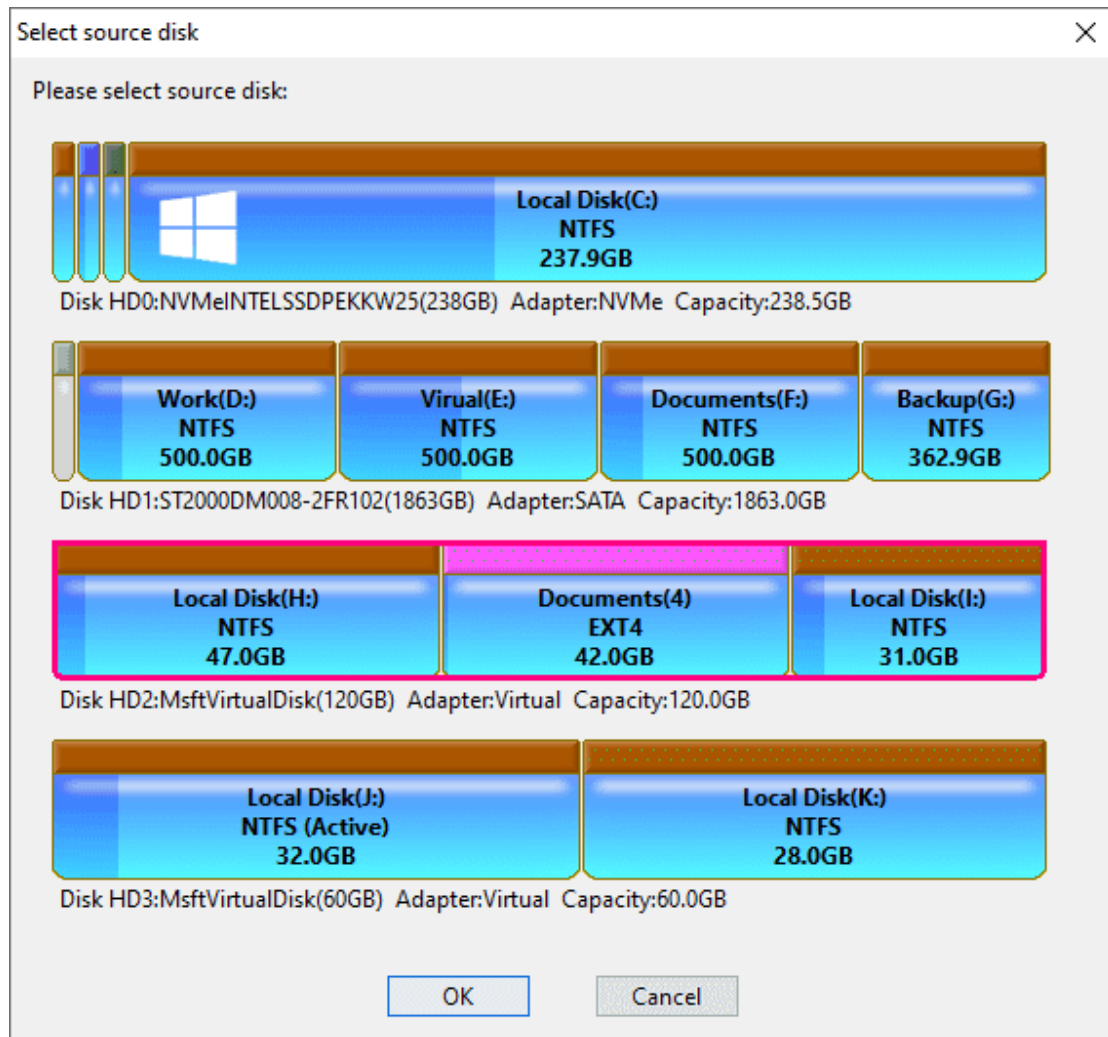 Select source disk
Please select source disk:
Local Disk(C:)
NTFS
237.9GB
Disk HD0:NVMeINTELSSDPEKKW25(238GB) Adapter:NVMe Capacity:238.5GB
Work(D:)
NTFS
500.0GB
Virual(E:)
NTFS
500.0GB
Documents(F:)
NTFS
500.0GB
Backup(G:)
NTFS
362.9GB
Disk HD1:ST2000DM008-2FR102(1863GB) Adapter:SATA Capacity:1863.0GB
Local Disk(H:)
NTFS
47.0GB
Documents(4)
EXT4
42.0GB
Local Disk(I:)
NTFS
31.0GB
Disk HD2:MsftVirtualDisk(120GB) Adapter:Virtual Capacity:120.0GB
Local Disk(J:)
NTFS (Active)
32.0GB
Local Disk(K:)
NTFS
28.0GB
Disk HD3:MsftVirtualDisk(60GB) Adapter:Virtual Capacity:60.0GB
OK
Cancel